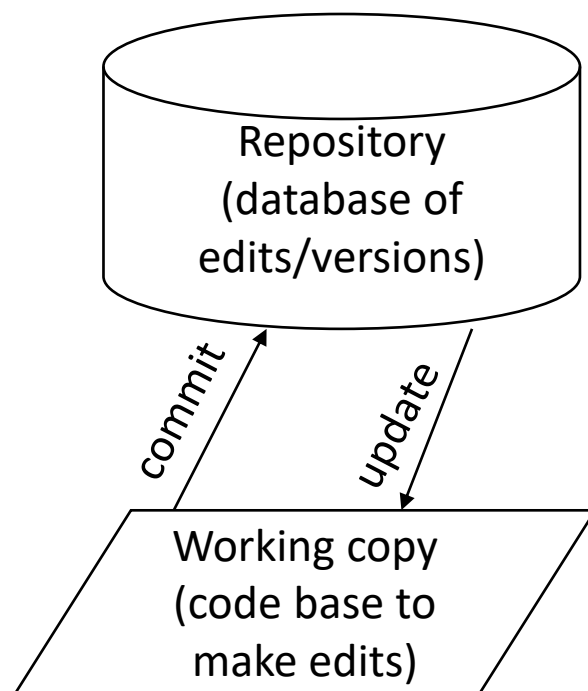 Repository
(database of
edits/versions)
commit
update
Working copy
(code base to
make edits)